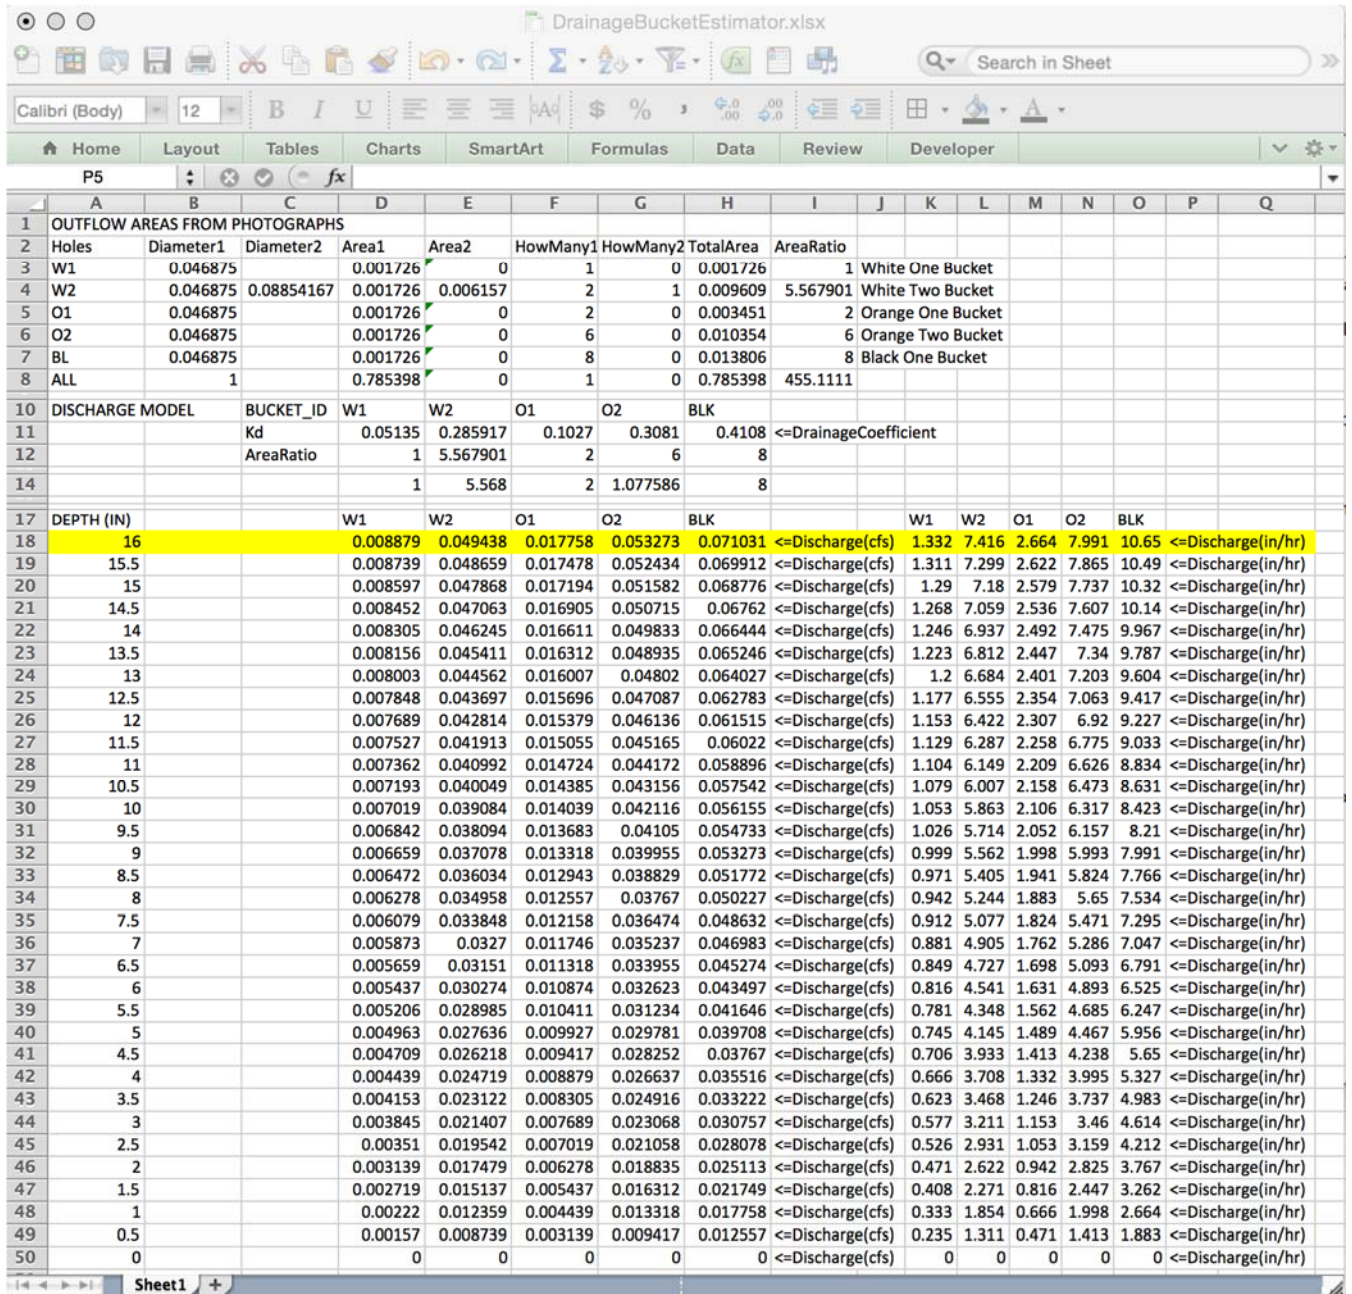 DrainageBucketEstimator.xlsx
Search in Sheet
Calibri (Body) 12 B I U $ %
Home Layout Tables Charts SmartArt Formulas Data Review Developer
P5 fx
A B C D E F G H I J K L M N O P Q
1 OUTFLOW AREAS FROM PHOTOGRAPHS
2 Holes Diameter1 Diameter2 Area1 Area2 HowMany1 HowMany2 TotalArea AreaRatio
3 W1 0.046875 0.001726 0 1 0 0.001726 1 White One Bucket
4 W2 0.046875 0.08854167 0.001726 0.006157 2 1 0.009609 5.567901 White Two Bucket
5 O1 0.046875 0.001726 0 2 0 0.003451 2 Orange One Bucket
6 O2 0.046875 0.001726 0 6 0 0.010354 6 Orange Two Bucket
7 BL 0.046875 0.001726 0 8 0 0.013806 8 Black One Bucket
8 ALL 1 0.785398 0 1 0 0.785398 455.1111
10 DISCHARGE MODEL BUCKET_ID W1 W2 O1 O2 BLK
11 Kd 0.05135 0.285917 0.1027 0.3081 0.4108 <=DrainageCoefficient
12 AreaRatio 1 5.567901 2 6 8
14 1 5.568 2 1.077586 8
17 DEPTH (IN) W1 W2 O1 O2 BLK W1 W2 O1 O2 BLK
18 16 0.008879 0.049438 0.017758 0.053273 0.071031 <=Discharge(cfs) 1.332 7.416 2.664 7.991 10.65 <=Discharge(in/hr)
19 15.5 0.008739 0.048659 0.017478 0.052434 0.069912 <=Discharge(cfs) 1.311 7.299 2.622 7.865 10.49 <=Discharge(in/hr)
20 15 0.008597 0.047868 0.017194 0.051582 0.068776 <=Discharge(cfs) 1.29 7.18 2.579 7.737 10.32 <=Discharge(in/hr)
21 14.5 0.008452 0.047063 0.016905 0.050715 0.06762 <=Discharge(cfs) 1.268 7.059 2.536 7.607 10.14 <=Discharge(in/hr)
22 14 0.008305 0.046245 0.016611 0.049833 0.066444 <=Discharge(cfs) 1.246 6.937 2.492 7.475 9.967 <=Discharge(in/hr)
23 13.5 0.008156 0.045411 0.016312 0.048935 0.065246 <=Discharge(cfs) 1.223 6.812 2.447 7.34 9.787 <=Discharge(in/hr)
24 13 0.008003 0.044562 0.016007 0.04802 0.064027 <=Discharge(cfs) 1.2 6.684 2.401 7.203 9.604 <=Discharge(in/hr)
25 12.5 0.007848 0.043697 0.015696 0.047087 0.062783 <=Discharge(cfs) 1.177 6.555 2.354 7.063 9.417 <=Discharge(in/hr)
26 12 0.007689 0.042814 0.015379 0.046136 0.061515 <=Discharge(cfs) 1.153 6.422 2.307 6.92 9.227 <=Discharge(in/hr)
27 11.5 0.007527 0.041913 0.015055 0.045165 0.06022 <=Discharge(cfs) 1.129 6.287 2.258 6.775 9.033 <=Discharge(in/hr)
28 11 0.007362 0.040992 0.014724 0.044172 0.058896 <=Discharge(cfs) 1.104 6.149 2.209 6.626 8.834 <=Discharge(in/hr)
29 10.5 0.007193 0.040049 0.014385 0.043156 0.057542 <=Discharge(cfs) 1.079 6.007 2.158 6.473 8.631 <=Discharge(in/hr)
30 10 0.007019 0.039084 0.014039 0.042116 0.056155 <=Discharge(cfs) 1.053 5.863 2.106 6.317 8.423 <=Discharge(in/hr)
31 9.5 0.006842 0.038094 0.013683 0.04105 0.054733 <=Discharge(cfs) 1.026 5.714 2.052 6.157 8.21 <=Discharge(in/hr)
32 9 0.006659 0.037078 0.013318 0.039955 0.053273 <=Discharge(cfs) 0.999 5.562 1.998 5.993 7.991 <=Discharge(in/hr)
33 8.5 0.006472 0.036034 0.012943 0.038829 0.051772 <=Discharge(cfs) 0.971 5.405 1.941 5.824 7.766 <=Discharge(in/hr)
34 8 0.006278 0.034958 0.012557 0.03767 0.050227 <=Discharge(cfs) 0.942 5.244 1.883 5.65 7.534 <=Discharge(in/hr)
35 7.5 0.006079 0.033848 0.012158 0.036474 0.048632 <=Discharge(cfs) 0.912 5.077 1.824 5.471 7.295 <=Discharge(in/hr)
36 7 0.005873 0.0327 0.011746 0.035237 0.046983 <=Discharge(cfs) 0.881 4.905 1.762 5.286 7.047 <=Discharge(in/hr)
37 6.5 0.005659 0.03151 0.011318 0.033955 0.045274 <=Discharge(cfs) 0.849 4.727 1.698 5.093 6.791 <=Discharge(in/hr)
38 6 0.005437 0.030274 0.010874 0.032623 0.043497 <=Discharge(cfs) 0.816 4.541 1.631 4.893 6.525 <=Discharge(in/hr)
39 5.5 0.005206 0.028985 0.010411 0.031234 0.041646 <=Discharge(cfs) 0.781 4.348 1.562 4.685 6.247 <=Discharge(in/hr)
40 5 0.004963 0.027636 0.009927 0.029781 0.039708 <=Discharge(cfs) 0.745 4.145 1.489 4.467 5.956 <=Discharge(in/hr)
41 4.5 0.004709 0.026218 0.009417 0.028252 0.03767 <=Discharge(cfs) 0.706 3.933 1.413 4.238 5.65 <=Discharge(in/hr)
42 4 0.004439 0.024719 0.008879 0.026637 0.035516 <=Discharge(cfs) 0.666 3.708 1.332 3.995 5.327 <=Discharge(in/hr)
43 3.5 0.004153 0.023122 0.008305 0.024916 0.033222 <=Discharge(cfs) 0.623 3.468 1.246 3.737 4.983 <=Discharge(in/hr)
44 3 0.003845 0.021407 0.007689 0.023068 0.030757 <=Discharge(cfs) 0.577 3.211 1.153 3.46 4.614 <=Discharge(in/hr)
45 2.5 0.00351 0.019542 0.007019 0.021058 0.028078 <=Discharge(cfs) 0.526 2.931 1.053 3.159 4.212 <=Discharge(in/hr)
46 2 0.003139 0.017479 0.006278 0.018835 0.025113 <=Discharge(cfs) 0.471 2.622 0.942 2.825 3.767 <=Discharge(in/hr)
47 1.5 0.002719 0.015137 0.005437 0.016312 0.021749 <=Discharge(cfs) 0.408 2.271 0.816 2.447 3.262 <=Discharge(in/hr)
48 1 0.00222 0.012359 0.004439 0.013318 0.017758 <=Discharge(cfs) 0.333 1.854 0.666 1.998 2.664 <=Discharge(in/hr)
49 0.5 0.00157 0.008739 0.003139 0.009417 0.012557 <=Discharge(cfs) 0.235 1.311 0.471 1.413 1.883 <=Discharge(in/hr)
50 0 0 0 0 0 0 <=Discharge(cfs) 0 0 0 0 0 <=Discharge(in/hr)
Sheet1